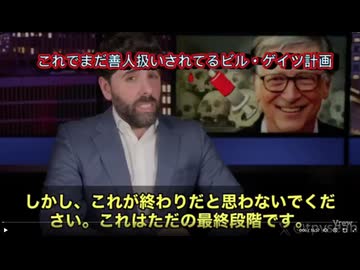 これでまだ善人扱いされてるビル・ゲイツ計画
しかし、これが終わりだと思わないでくだ
さい。これはただの最終段階です。
Vrew